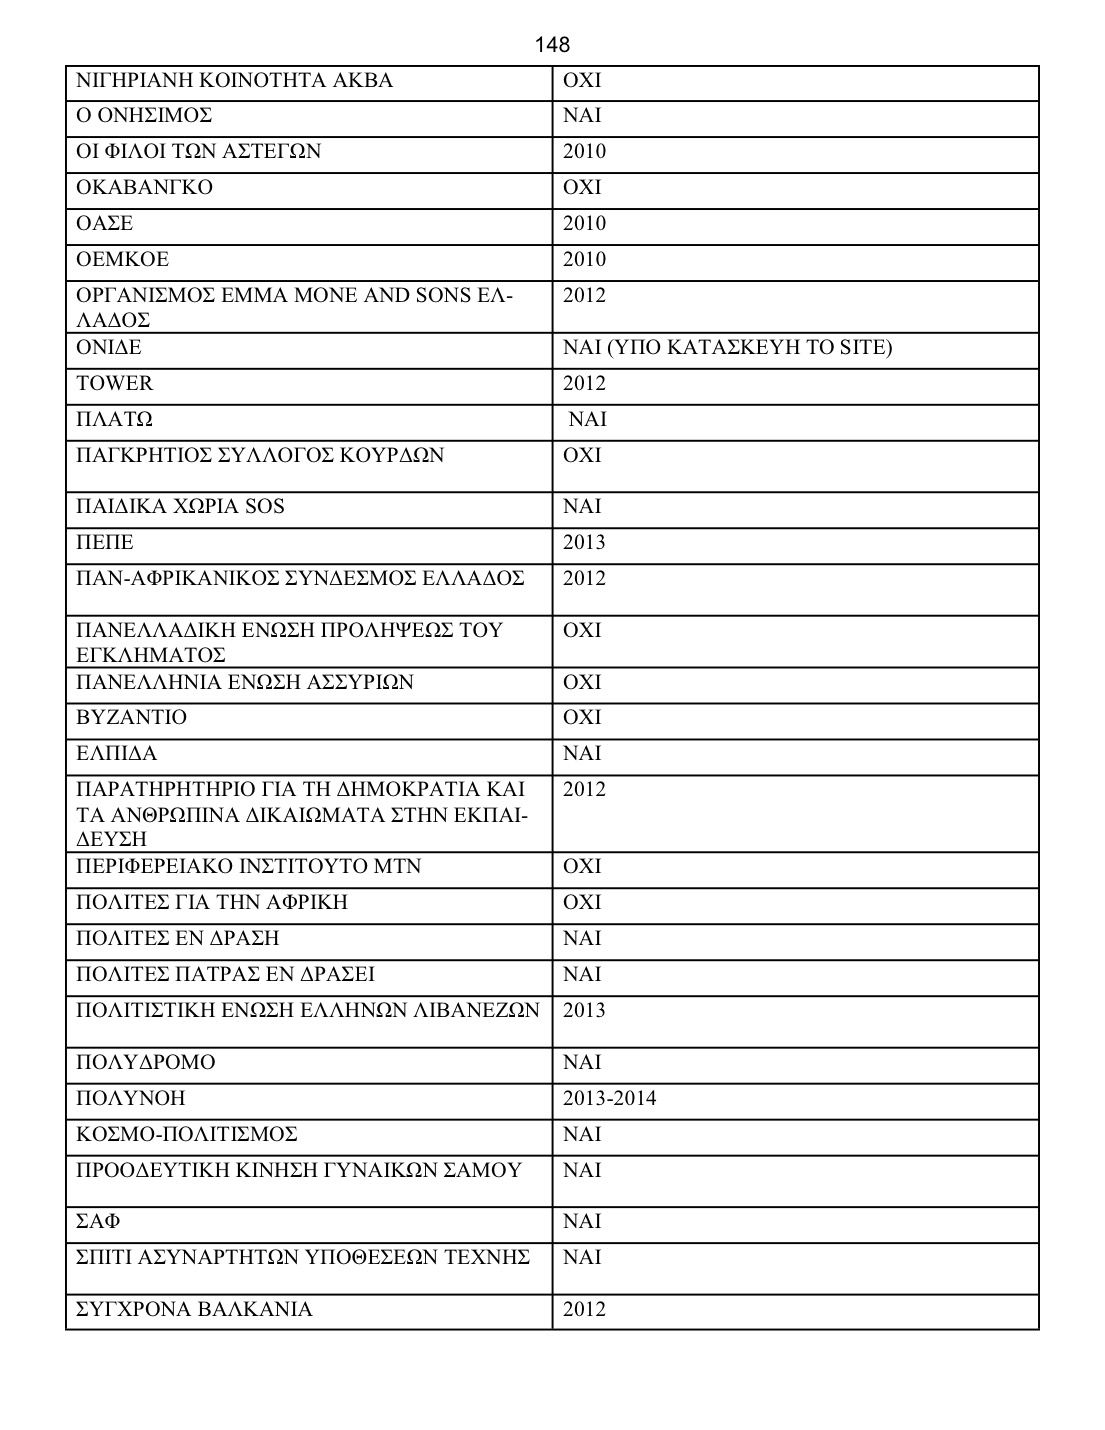 148
ΝΙΓΗΡΙΑΝΗ ΚΟΙΝΟΤΗΤΑ ΑΚΒΑ ΟΧΙ
Ο ΟΝΗΣΙΜΟΣ ΝΑΙ
ΟΙ ΦΙΛΟΙ ΤΩΝ ΑΣΤΕΓΩΝ 2010
ΟΚΑΒΑΝΓΚΟ ΟΧΙ
ΟΑΣΕ 2010
ΟΕΜΚΟΕ 2010
ΟΡΓΑΝΙΣΜΟΣ EMMA MONE AND SONS ΕΛ- 2012
ΛΑΔΟΣ
ΟΝΙΔΕ ΝΑΙ (ΥΠΟ ΚΑΤΑΣΚΕΥΗ ΤΟ SITE)
TOWER 2012
ΠΛΑΤΩ ΝΑΙ
ΠΑΓΚΡΗΤΙΟΣ ΣΥΛΛΟΓΟΣ ΚΟΥΡΔΩΝ ΟΧΙ
ΠΑΙΔΙΚΑ ΧΩΡΙΑ SOS ΝΑΙ
ΠΕΠΕ 2013
ΠΑΝ-ΑΦΡΙΚΑΝΙΚΟΣ ΣΥΝΔΕΣΜΟΣ ΕΛΛΑΔΟΣ 2012
ΠΑΝΕΛΛΑΔΙΚΗ ΕΝΩΣΗ ΠΡΟΛΗΨΕΩΣ ΤΟΥ ΟΧΙ
ΕΓΚΛΗΜΑΤΟΣ
ΠΑΝΕΛΛΗΝΙΑ ΕΝΩΣΗ ΑΣΣΥΡΙΩΝ ΟΧΙ
ΒΥΖΑΝΤΙΟ ΟΧΙ
ΕΛΠΙΔΑ ΝΑΙ
ΠΑΡΑΤΗΡΗΤΗΡΙΟ ΓΙΑ ΤΗ ΔΗΜΟΚΡΑΤΙΑ ΚΑΙ 2012
ΤΑ ΑΝΘΡΩΠΙΝΑ ΔΙΚΑΙΩΜΑΤΑ ΣΤΗΝ ΕΚΠΑΙ-
ΔΕΥΣΗ
ΠΕΡΙΦΕΡΕΙΑΚΟ ΙΝΣΤΙΤΟΥΤΟ ΜΤΝ ΟΧΙ
ΠΟΛΙΤΕΣ ΓΙΑ ΤΗΝ ΑΦΡΙΚΗ ΟΧΙ
ΠΟΛΙΤΕΣ ΕΝ ΔΡΑΣΗ ΝΑΙ
ΠΟΛΙΤΕΣ ΠΑΤΡΑΣ ΕΝ ΔΡΑΣΕΙ ΝΑΙ
ΠΟΛΙΤΙΣΤΙΚΗ ΕΝΩΣΗ ΕΛΛΗΝΩΝ ΛΙΒΑΝΕΖΩΝ 2013
ΠΟΛΥΔΡΟΜΟ ΝΑΙ
ΠΟΛΥΝΟΗ 2013-2014
ΚΟΣΜΟ-ΠΟΛΙΤΙΣΜΟΣ ΝΑΙ
ΠΡΟΟΔΕΥΤΙΚΗ ΚΙΝΗΣΗ ΓΥΝΑΙΚΩΝ ΣΑΜΟΥ ΝΑΙ
ΣΑΦ ΝΑΙ
ΣΠΙΤΙ ΑΣΥΝΑΡΤΗΤΩΝ ΥΠΟΘΕΣΕΩΝ ΤΕΧΝΗΣ ΝΑΙ
ΣΥΓΧΡΟΝΑ ΒΑΛΚΑΝΙΑ 2012